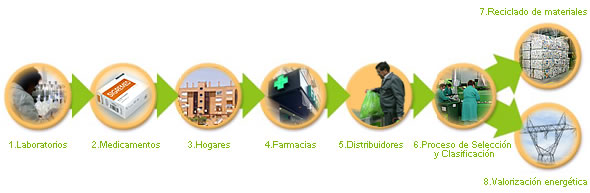 7.Reciclado de materiales
SIGREMED
1.Laboratorios
2.Medicamentos
3.Hogares
4.Farmacias
5.Distribuidores
6.Proceso de Selección
y Clasificación
8.Valorización energética